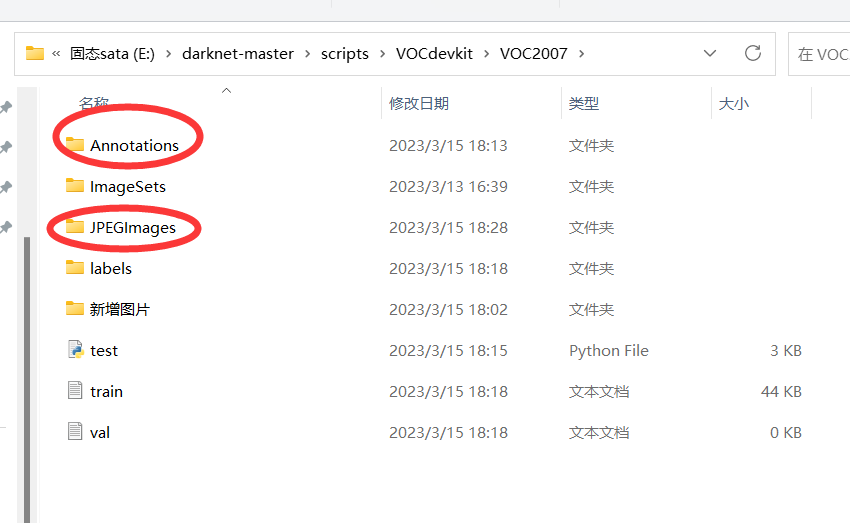 « 固态sata (E:) › darknet-master › scripts › VOCdevkit › VOC2007 ›
在 VOC
名称 修改日期 类型 大小
Annotations 2023/3/15 18:13 文件夹
ImageSets 2023/3/13 16:39 文件夹
JPEGImages 2023/3/15 18:28 文件夹
labels 2023/3/15 18:18 文件夹
新增图片 2023/3/15 18:02 文件夹
test 2023/3/15 18:15 Python File 3 KB
train 2023/3/15 18:18 文本文档 44 KB
val 2023/3/15 18:18 文本文档 0 KB